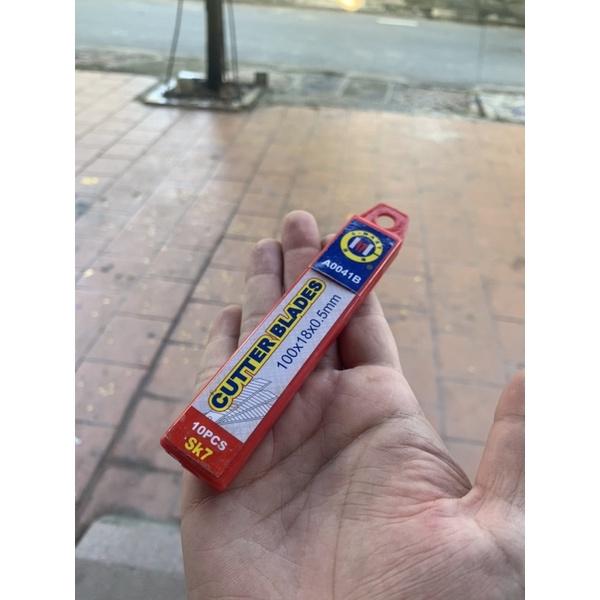 A0041B
CUTTER BLADES
100x18x0.5mm
10PCS
Sk7